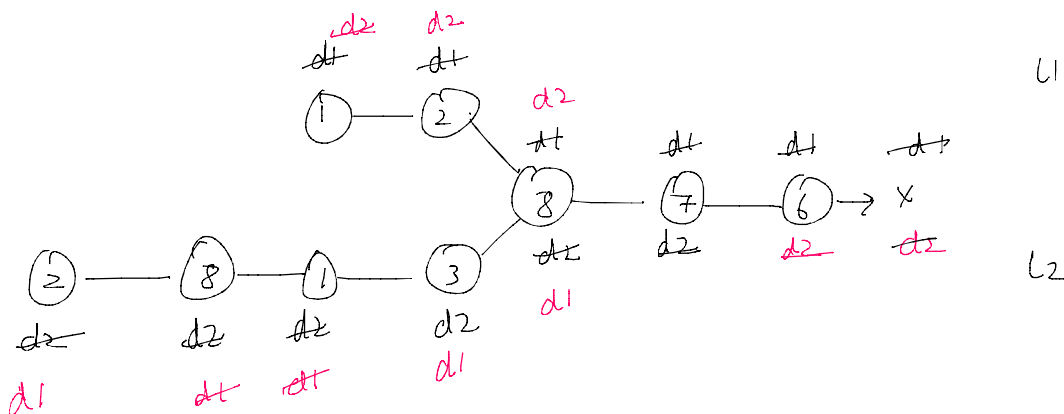 d2 d2
d1 d1
l1
1 2
d2
d1 d1 d1 d1
8 7 6 x
d2 d2 d2 d2
d1
2 8 1 3
l2
d2 d2 d2 d2
d1 d1 d1 d1